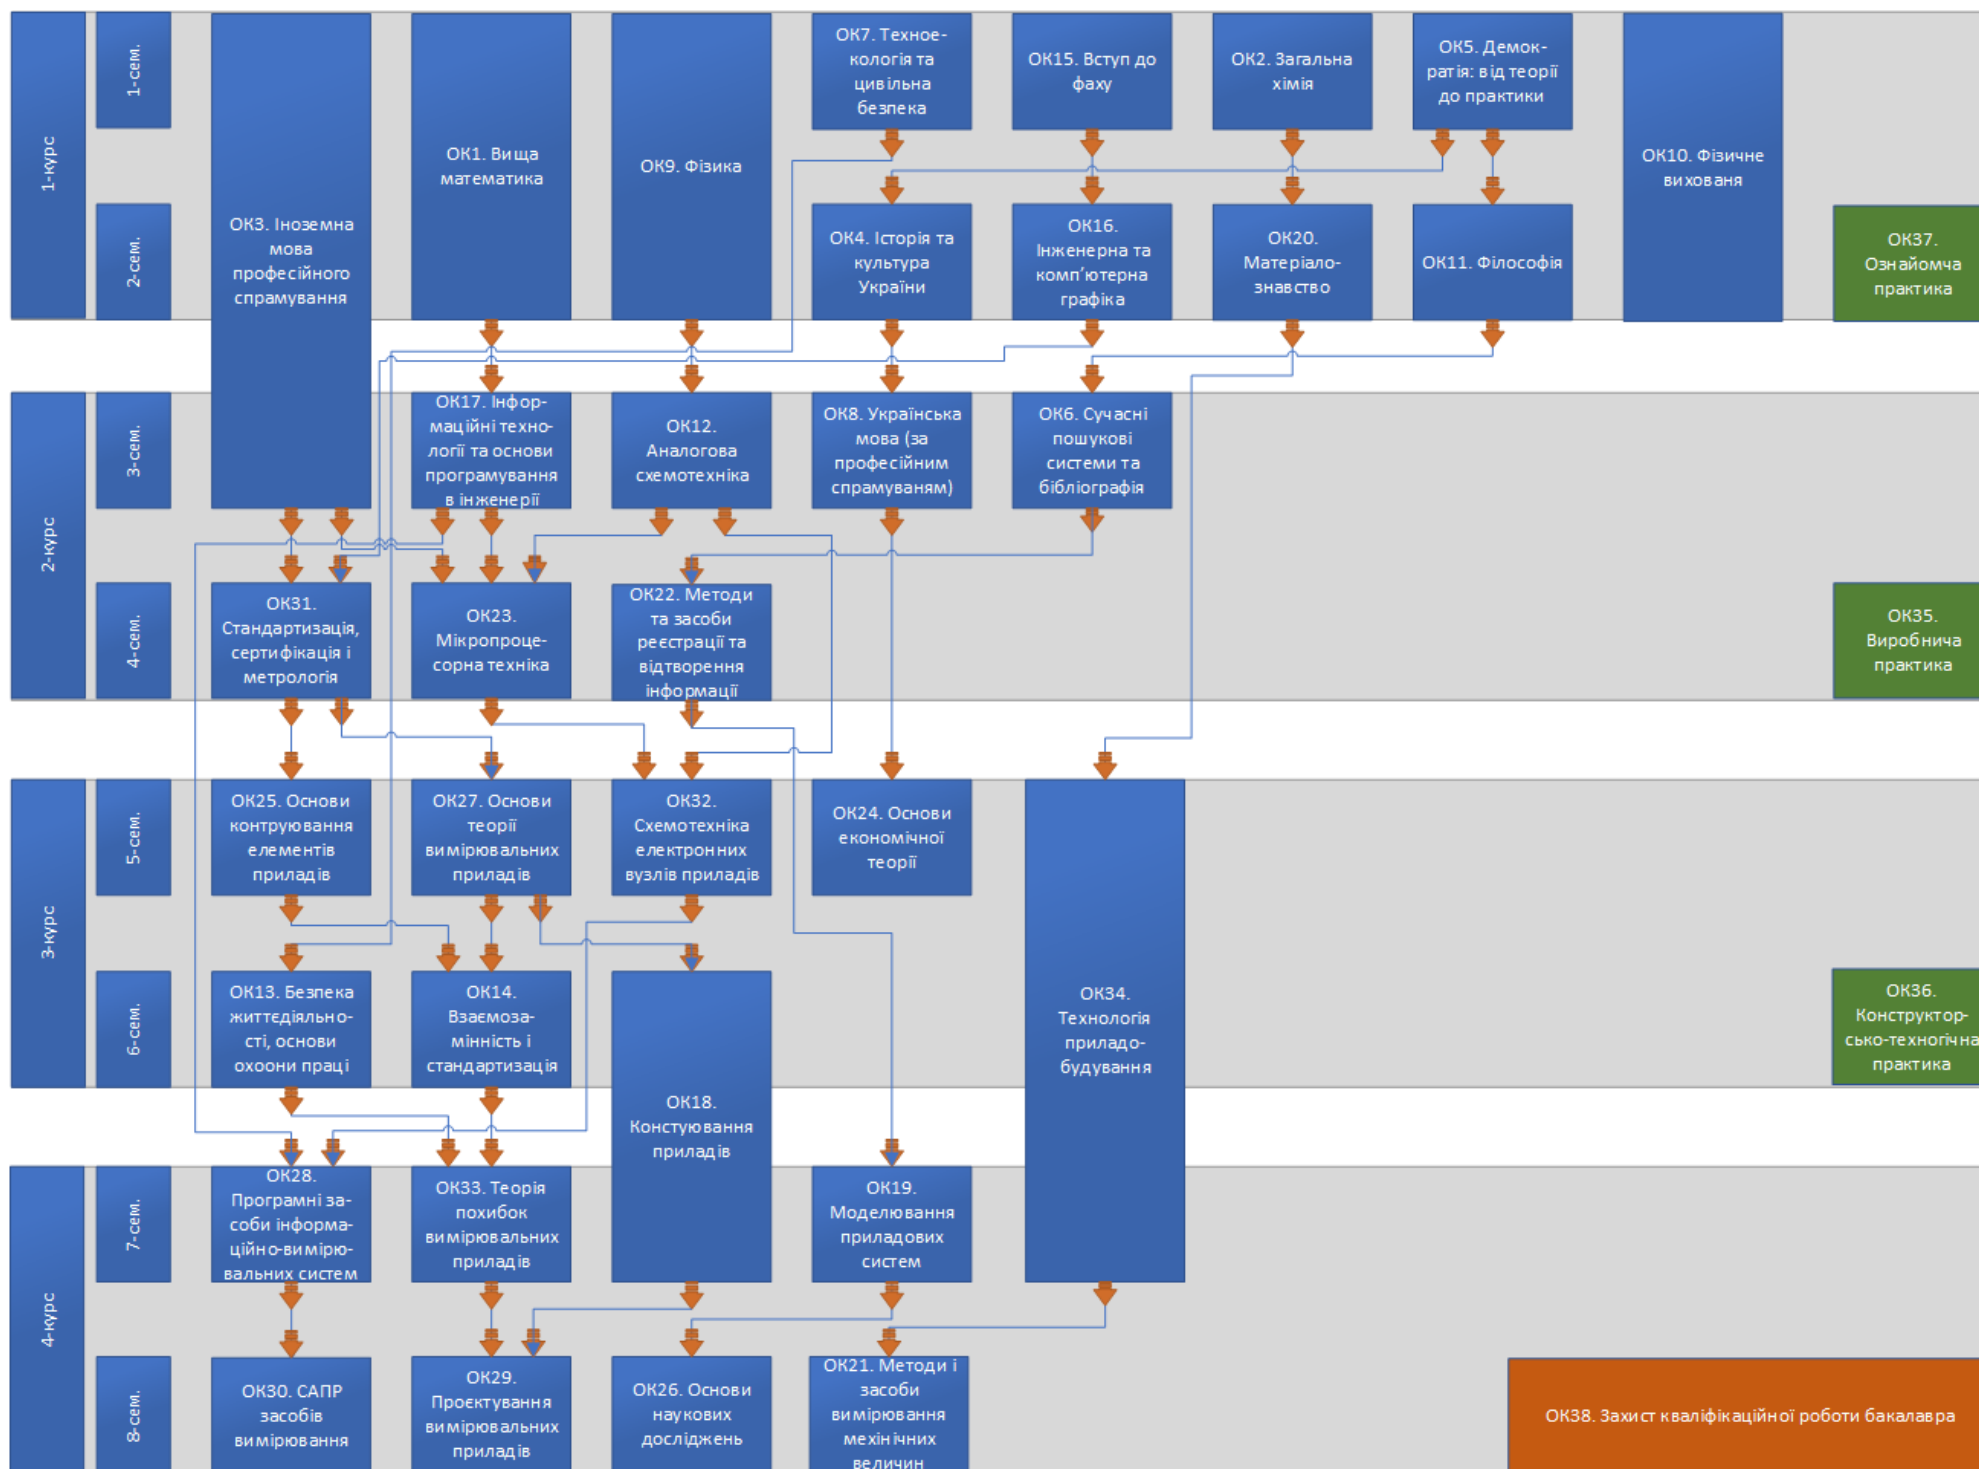 1-курс
1-сем.
2-сем.
ОК3. Іноземна
мова
професійного
спрамування
ОК1. Вища
математика
ОК9. Фізика
ОК7. Техное-
кологія та
цивільна
безпека
ОК15. Вступ до
фаху
ОК2. Загальна
хімія
ОК5. Демок-
ратія: від теорії
до практики
ОК10. Фізичне
виховання
ОК4. Історія та
культура
України
ОК16.
Інженерна та
комп’ютерна
графіка
ОК20.
Матеріало-
знавство
ОК11. Філософія
ОК37.
Ознайомча
практика
2-курс
3-сем.
4-сем.
ОК17. Інфор-
маційні техно-
логії та основи
програмування
в інженерії
ОК12.
Аналогова
схемотехніка
ОК8. Українська
мова (за
професійним
спрамуваням)
ОК6. Сучасні
пошукові
системи та
бібліографія
ОК31.
Стандартизація,
сертифікація і
метрологія
ОК23.
Мікропроце-
сорна техніка
ОК22. Методи
та засоби
реєстрації та
відтворення
інформації
ОК35.
Виробнича
практика
3-курс
5-сем.
6-сем.
ОК25. Основи
контруювання
елементів
приладів
ОК27. Основи
теорії
вимірювальних
приладів
ОК32.
Схемотехніка
електронних
вузлів приладів
ОК24. Основи
економічної
теорії
ОК34.
Технологія
приладо-
будування
ОК13. Безпека
життєдіяльно-
сті, основи
охоони праці
ОК14.
Взаємоза-
мінність і
стандартизація
ОК18.
Констуювання
приладів
ОК36.
Конструктор-
сько-техногічна
практика
4-курс
7-сем.
8-сем.
ОК28.
Програмні за-
соби інформа-
ційно-вимірю-
вальних систем
ОК33. Теорія
похибок
вимірювальних
приладів
ОК19.
Моделювання
приладових
систем
ОК30. САПР
засобів
вимірювання
ОК29.
Проєктування
вимірювальних
приладів
ОК26. Основи
наукових
досліджень
ОК21. Методи і
засоби
вимірювання
мехінічних
величин
ОК38. Захист кваліфікаційної роботи бакалавра